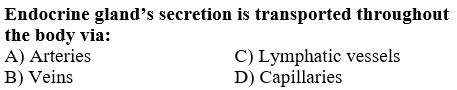 Endocrine gland’s secretion is transported throughout
the body via:
A) Arteries C) Lymphatic vessels
B) Veins D) Capillaries